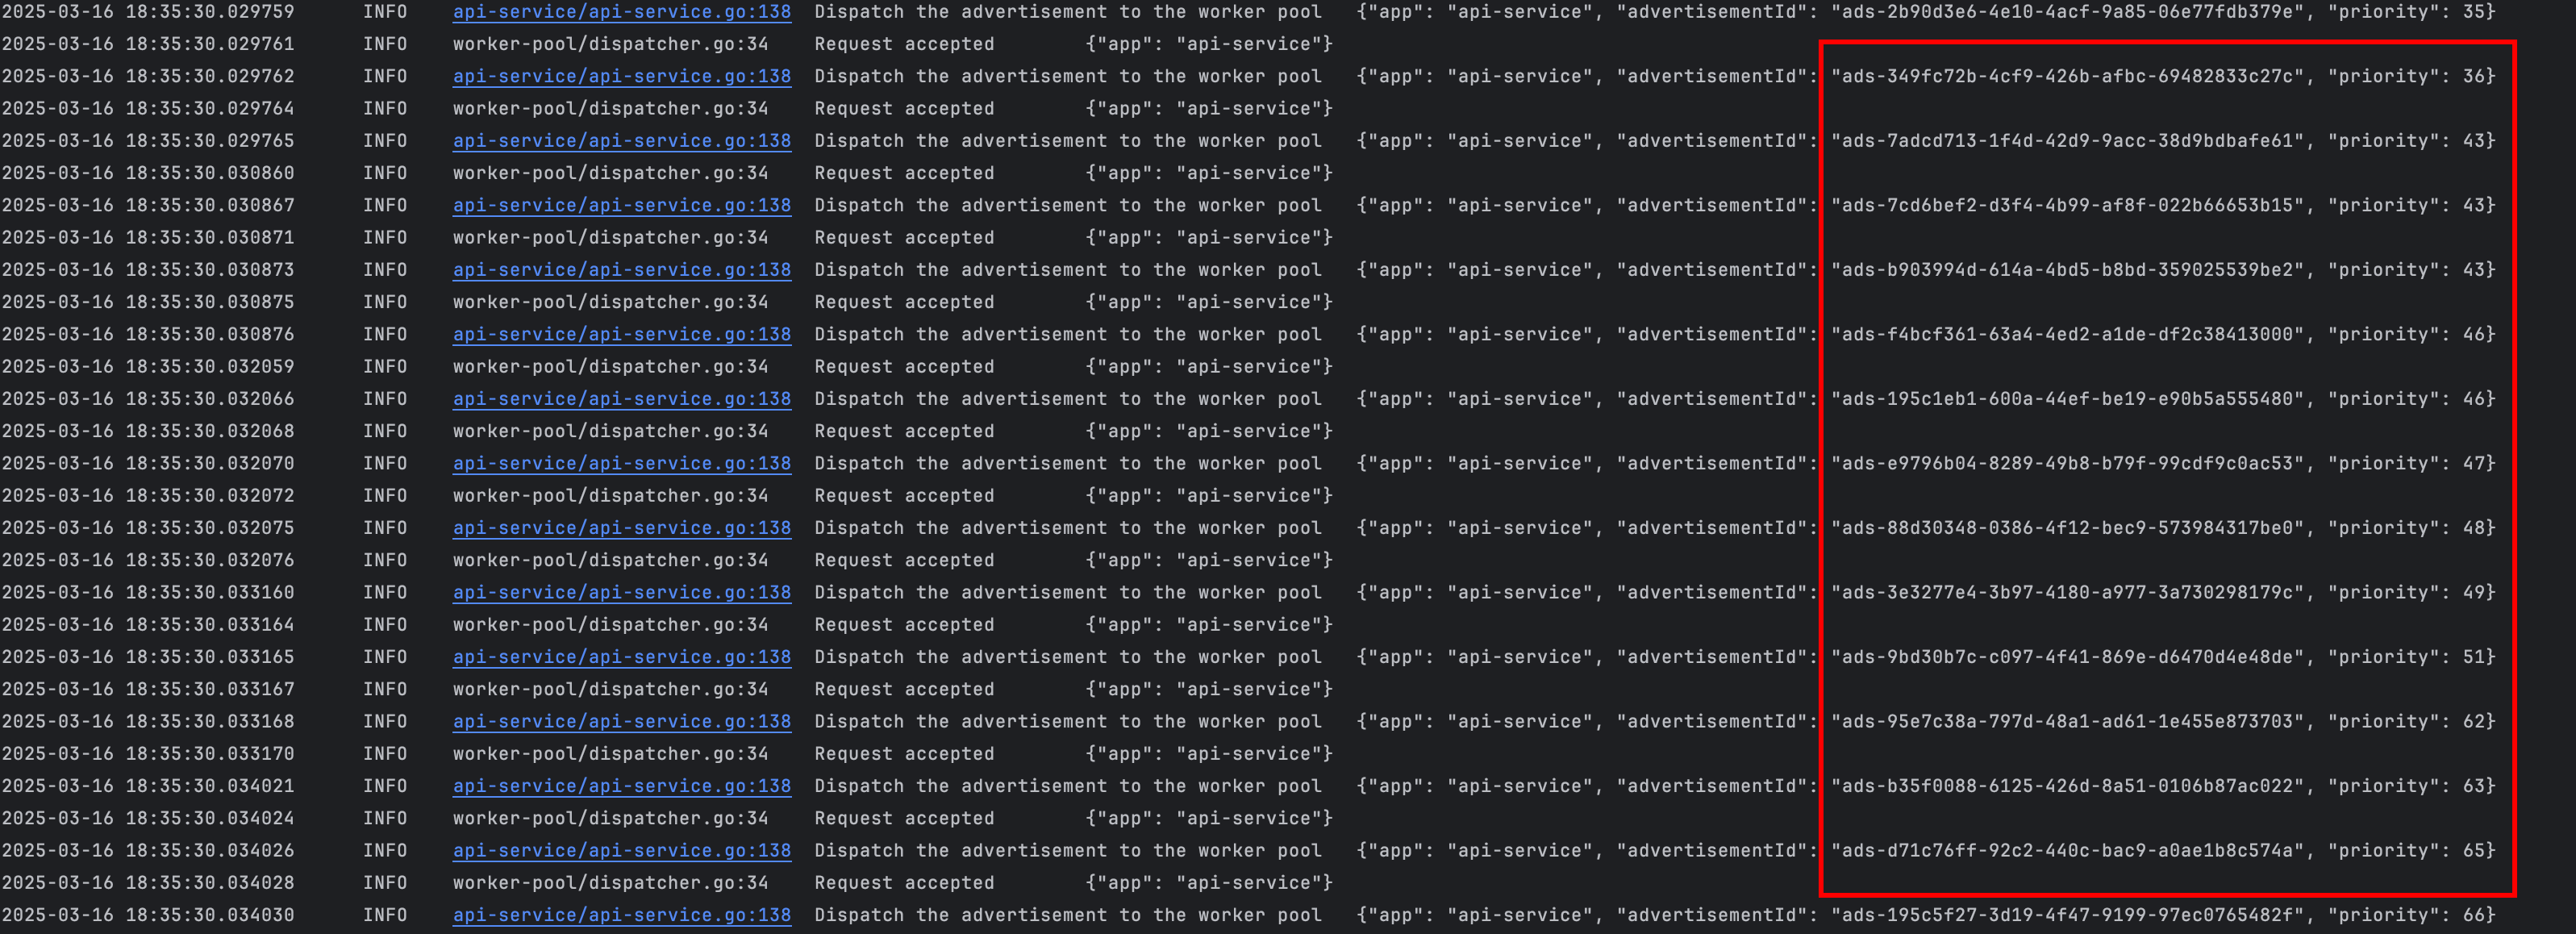 2025-03-16 18:35:30.029759 INFO api-service/api-service.go:138 Dispatch the advertisement to the worker pool {"app": "api-service", "advertisementId": "ads-2b90d3e6-4e10-4acf-9a85-06e77fdb379e", "priority": 35}
2025-03-16 18:35:30.029761 INFO worker-pool/dispatcher.go:34 Request accepted {"app": "api-service"}
2025-03-16 18:35:30.029762 INFO api-service/api-service.go:138 Dispatch the advertisement to the worker pool {"app": "api-service", "advertisementId": "ads-349fc72b-4cf9-426b-afbc-69482833c27c", "priority": 36}
2025-03-16 18:35:30.029764 INFO worker-pool/dispatcher.go:34 Request accepted {"app": "api-service"}
2025-03-16 18:35:30.029765 INFO api-service/api-service.go:138 Dispatch the advertisement to the worker pool {"app": "api-service", "advertisementId": "ads-7adcd713-1f4d-42d9-9acc-38d9bdbafe61", "priority": 43}
2025-03-16 18:35:30.030860 INFO worker-pool/dispatcher.go:34 Request accepted {"app": "api-service"}
2025-03-16 18:35:30.030867 INFO api-service/api-service.go:138 Dispatch the advertisement to the worker pool {"app": "api-service", "advertisementId": "ads-7cd6bef2-d3f4-4b99-af8f-022b66653b15", "priority": 43}
2025-03-16 18:35:30.030871 INFO worker-pool/dispatcher.go:34 Request accepted {"app": "api-service"}
2025-03-16 18:35:30.030873 INFO api-service/api-service.go:138 Dispatch the advertisement to the worker pool {"app": "api-service", "advertisementId": "ads-b903994d-614a-4bd5-b8bd-359025539be2", "priority": 43}
2025-03-16 18:35:30.030875 INFO worker-pool/dispatcher.go:34 Request accepted {"app": "api-service"}
2025-03-16 18:35:30.030876 INFO api-service/api-service.go:138 Dispatch the advertisement to the worker pool {"app": "api-service", "advertisementId": "ads-f4bcf361-63a4-4ed2-a1de-df2c38413000", "priority": 46}
2025-03-16 18:35:30.032059 INFO worker-pool/dispatcher.go:34 Request accepted {"app": "api-service"}
2025-03-16 18:35:30.032066 INFO api-service/api-service.go:138 Dispatch the advertisement to the worker pool {"app": "api-service", "advertisementId": "ads-195c1eb1-600a-44ef-be19-e90b5a555480", "priority": 46}
2025-03-16 18:35:30.032068 INFO worker-pool/dispatcher.go:34 Request accepted {"app": "api-service"}
2025-03-16 18:35:30.032070 INFO api-service/api-service.go:138 Dispatch the advertisement to the worker pool {"app": "api-service", "advertisementId": "ads-e9796b04-8289-49b8-b79f-99cdf9c0ac53", "priority": 47}
2025-03-16 18:35:30.032072 INFO worker-pool/dispatcher.go:34 Request accepted {"app": "api-service"}
2025-03-16 18:35:30.032075 INFO api-service/api-service.go:138 Dispatch the advertisement to the worker pool {"app": "api-service", "advertisementId": "ads-88d30348-0386-4f12-bec9-573984317be0", "priority": 48}
2025-03-16 18:35:30.032076 INFO worker-pool/dispatcher.go:34 Request accepted {"app": "api-service"}
2025-03-16 18:35:30.033160 INFO api-service/api-service.go:138 Dispatch the advertisement to the worker pool {"app": "api-service", "advertisementId": "ads-3e3277e4-3b97-4180-a977-3a730298179c", "priority": 49}
2025-03-16 18:35:30.033164 INFO worker-pool/dispatcher.go:34 Request accepted {"app": "api-service"}
2025-03-16 18:35:30.033165 INFO api-service/api-service.go:138 Dispatch the advertisement to the worker pool {"app": "api-service", "advertisementId": "ads-9bd30b7c-c097-4f41-869e-d6470d4e48de", "priority": 51}
2025-03-16 18:35:30.033167 INFO worker-pool/dispatcher.go:34 Request accepted {"app": "api-service"}
2025-03-16 18:35:30.033168 INFO api-service/api-service.go:138 Dispatch the advertisement to the worker pool {"app": "api-service", "advertisementId": "ads-95e7c38a-797d-48a1-ad61-1e455e873703", "priority": 62}
2025-03-16 18:35:30.033170 INFO worker-pool/dispatcher.go:34 Request accepted {"app": "api-service"}
2025-03-16 18:35:30.034021 INFO api-service/api-service.go:138 Dispatch the advertisement to the worker pool {"app": "api-service", "advertisementId": "ads-b35f0088-6125-426d-8a51-0106b87ac022", "priority": 63}
2025-03-16 18:35:30.034024 INFO worker-pool/dispatcher.go:34 Request accepted {"app": "api-service"}
2025-03-16 18:35:30.034026 INFO api-service/api-service.go:138 Dispatch the advertisement to the worker pool {"app": "api-service", "advertisementId": "ads-d71c76ff-92c2-440c-bac9-a0ae1b8c574a", "priority": 65}
2025-03-16 18:35:30.034028 INFO worker-pool/dispatcher.go:34 Request accepted {"app": "api-service"}
2025-03-16 18:35:30.034030 INFO api-service/api-service.go:138 Dispatch the advertisement to the worker pool {"app": "api-service", "advertisementId": "ads-195c5f27-3d19-4f47-9199-97ec0765482f", "priority": 66}